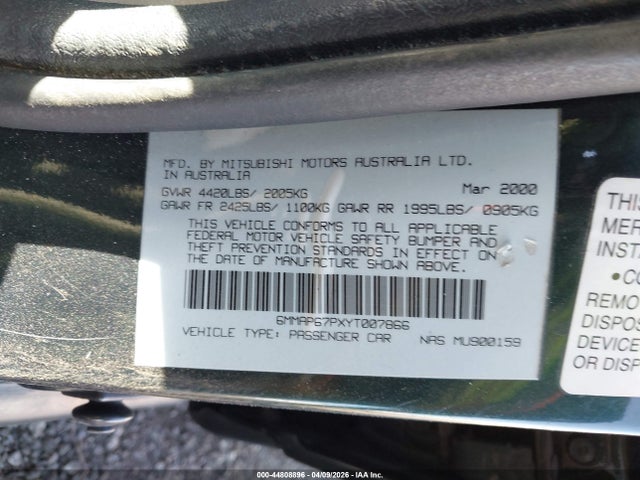 MFD. BY MITSUBISHI MOTORS AUSTRALIA LTD.
IN AUSTRALIA
GVWR 4420LBS/ 2005KG Mar 2000
GAWR FR 2425LBS/ 1100KG GAWR RR 1995LBS/ 0905KG
THIS VEHICLE CONFORMS TO ALL APPLICABLE
FEDERAL MOTOR VEHICLE SAFETY BUMPER AND
THEFT PREVENTION STANDARDS IN EFFECT ON
THE DATE OF MANUFACTURE SHOWN ABOVE.
6MMAP67PXYT007866
VEHICLE TYPE: PASSENGER CAR NAS MU900159
THIS
MER
INST
•CO
REMO
DISPO
DEVICE
OR DISP
000-44808896 - 04/09/2026 - IAA Inc.